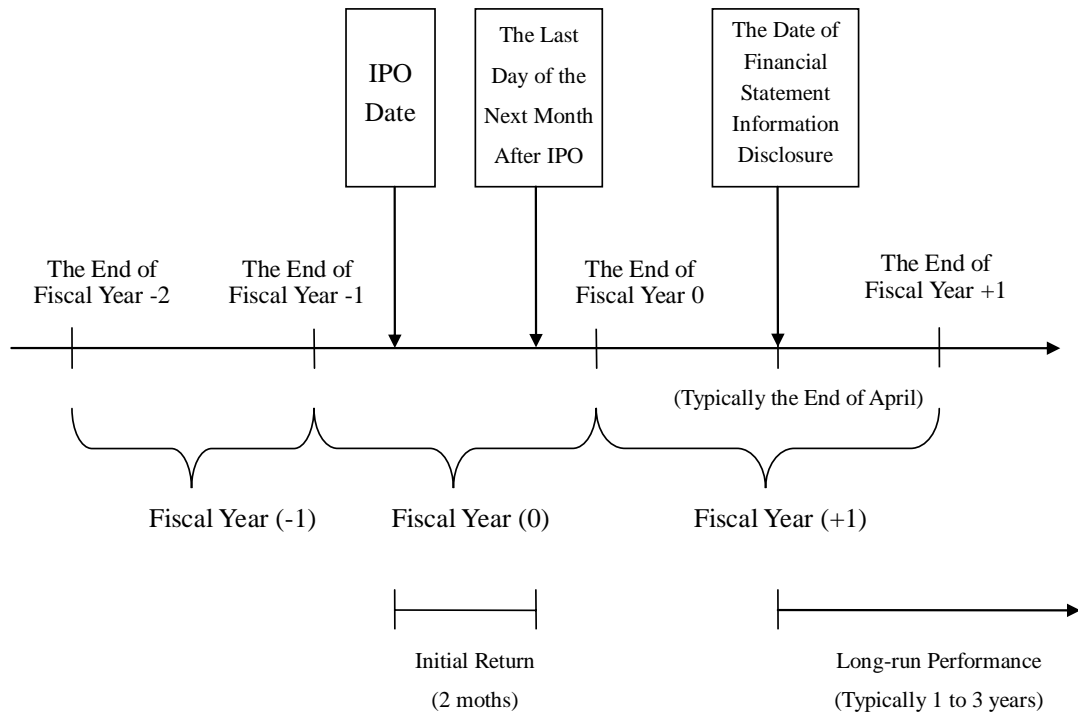 IPO
Date
The Last
Day of the
Next Month
After IPO
The Date of
Financial
Statement
Information
Disclosure
The End of
Fiscal Year -2
The End of
Fiscal Year -1
The End of
Fiscal Year 0
The End of
Fiscal Year +1
(Typically the End of April)
Fiscal Year (-1)
Fiscal Year (0)
Fiscal Year (+1)
Initial Return
(2 moths)
Long-run Performance
(Typically 1 to 3 years)